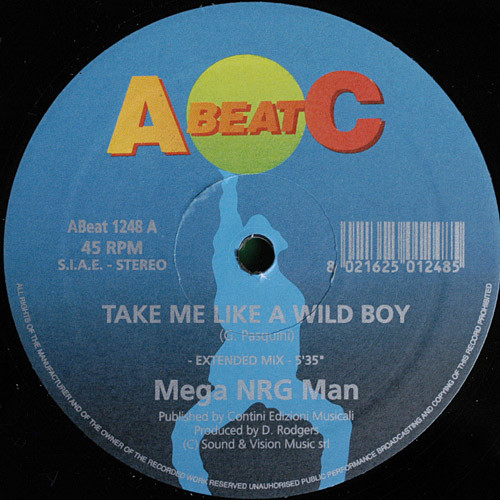 A BEAT C
ABeat 1248 A
45 RPM
S.I.A.E. - STEREO
8 021625 012485
TAKE ME LIKE A WILD BOY
(G. Pasquini)
- EXTENDED MIX - 5'35"
Mega NRG Man
Published by Contini Edizioni Musicali
Produced by D. Rodgers
(C) Sound & Vision Music srl
ALL RIGHTS OF THE MANUFACTURER AND OF THE OWNER OF THE RECORDED WORK RESERVED UNAUHORISED PUBLIC PERFORMANCE BROADCASTING AND COPYING OF THIS RECORD PROHIBITED